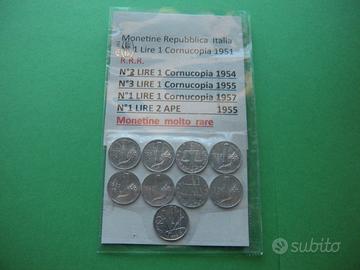 Monetine Repubblica Italia
N°1 Lire 1 Cornucopia 1951
R.R.R.
N°2 LIRE 1 Cornucopia 1954
N°3 LIRE 1 Cornucopia 1955
N°1 LIRE 1 Cornucopia 1957
N°1 LIRE 2 APE 1955
Monetine molto rare
subito